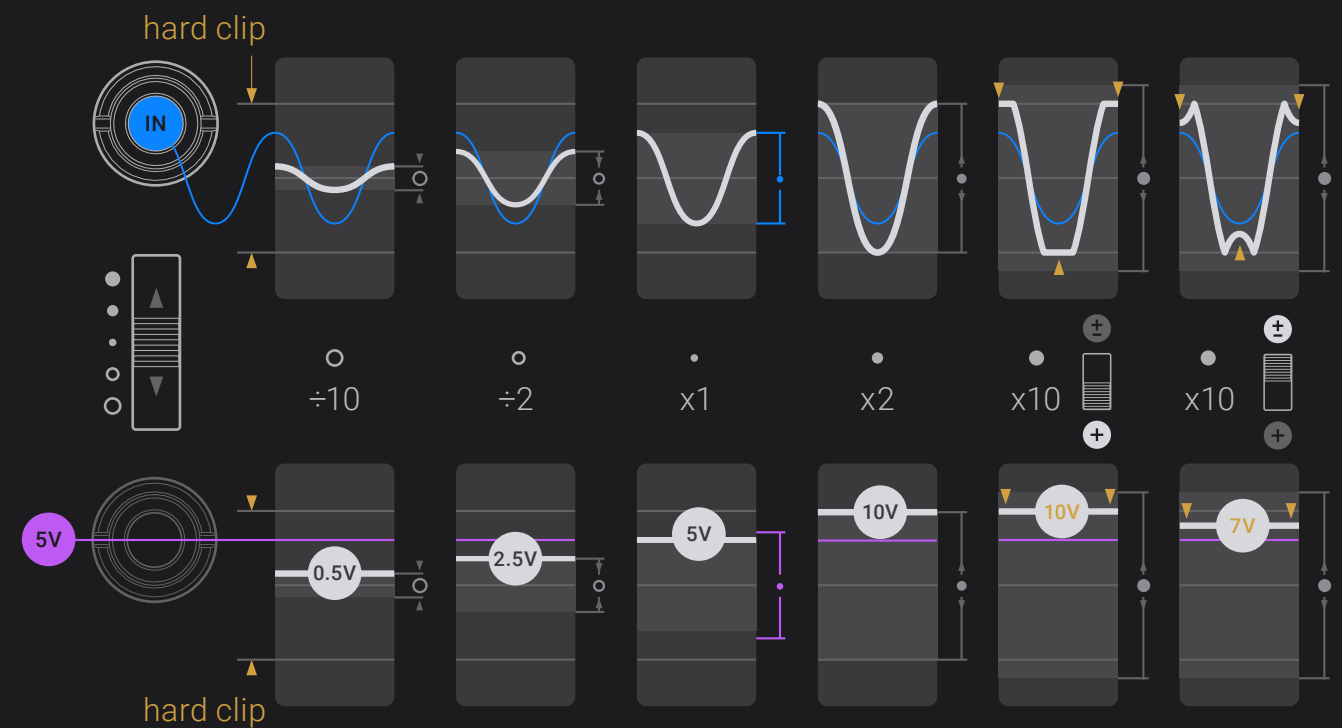 hard clip
IN
±
÷10
÷2
x1
x2
x10
x10
±
+
+
5V
0.5V
2.5V
5V
10V
10V
7V
hard clip